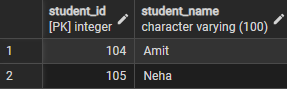 student_id student_name
[PK] integer character varying (100)
1 104 Amit
2 105 Neha